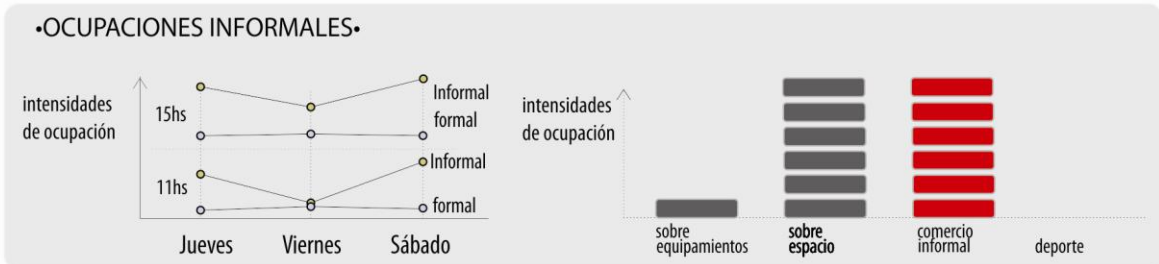 •OCUPACIONES INFORMALES•
intensidades
de ocupación
15hs
11hs
Informal
formal
Informal
formal
Jueves Viernes Sábado
intensidades
de ocupación
sobre
equipamientos
sobre
espacio
comercio
informal
deporte